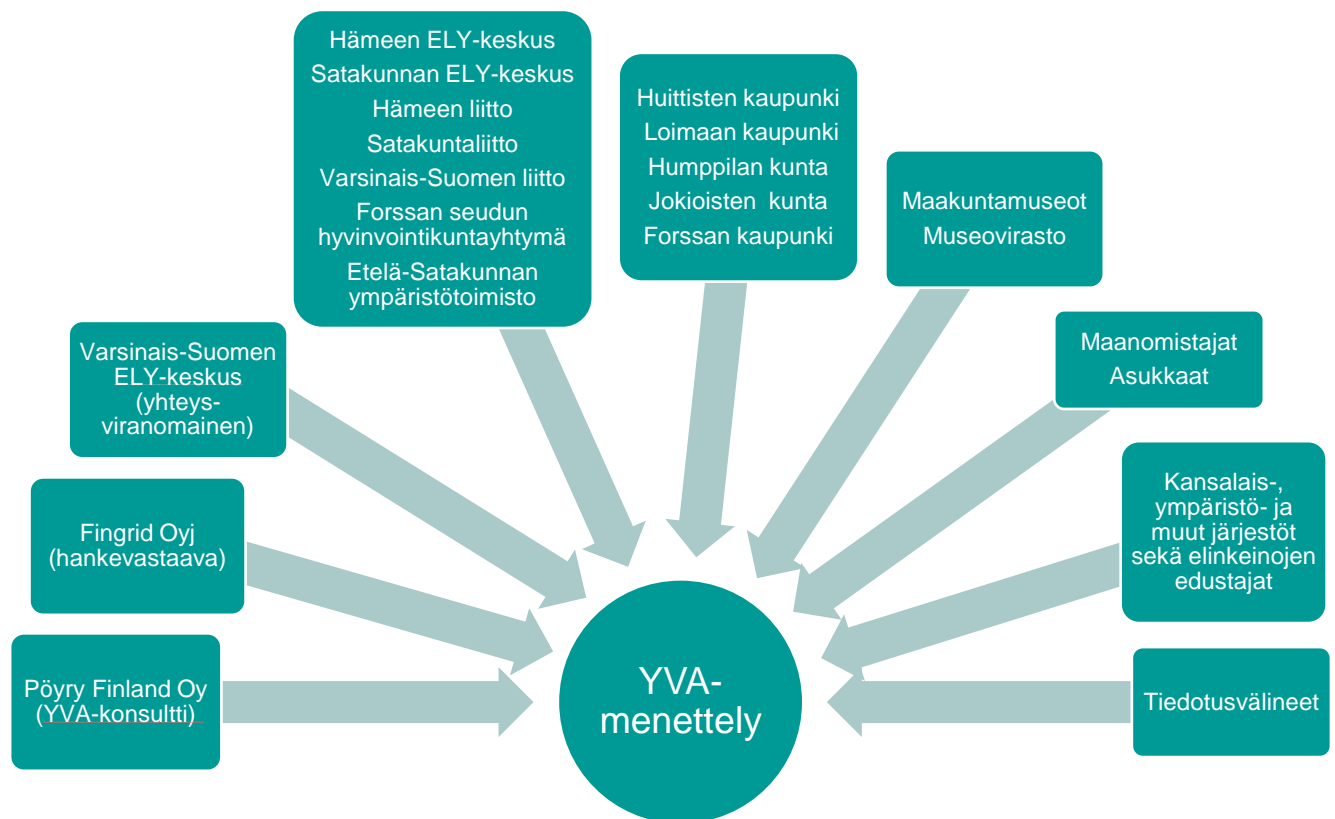 Hämeen ELY-keskus
Satakunnan ELY-keskus
Hämeen liitto
Satakuntaliitto
Varsinais-Suomen liitto
Forssan seudun
hyvinvointikuntayhtymä
Etelä-Satakunnan
ympäristötoimisto
Huittisten kaupunki
Loimaan kaupunki
Humppilan kunta
Jokioisten kunta
Forssan kaupunki
Maakuntamuseot
Museovirasto
Maanomistajat
Asukkaat
Varsinais-Suomen
ELY-keskus
(yhteys-
viranomainen)
Kansalais-,
ympäristö- ja
muut järjestöt
sekä elinkeinojen
edustajat
Fingrid Oyj
(hankevastaava)
Pöyry Finland Oy
(YVA-konsultti)
Tiedotusvälineet
YVA-
menettely